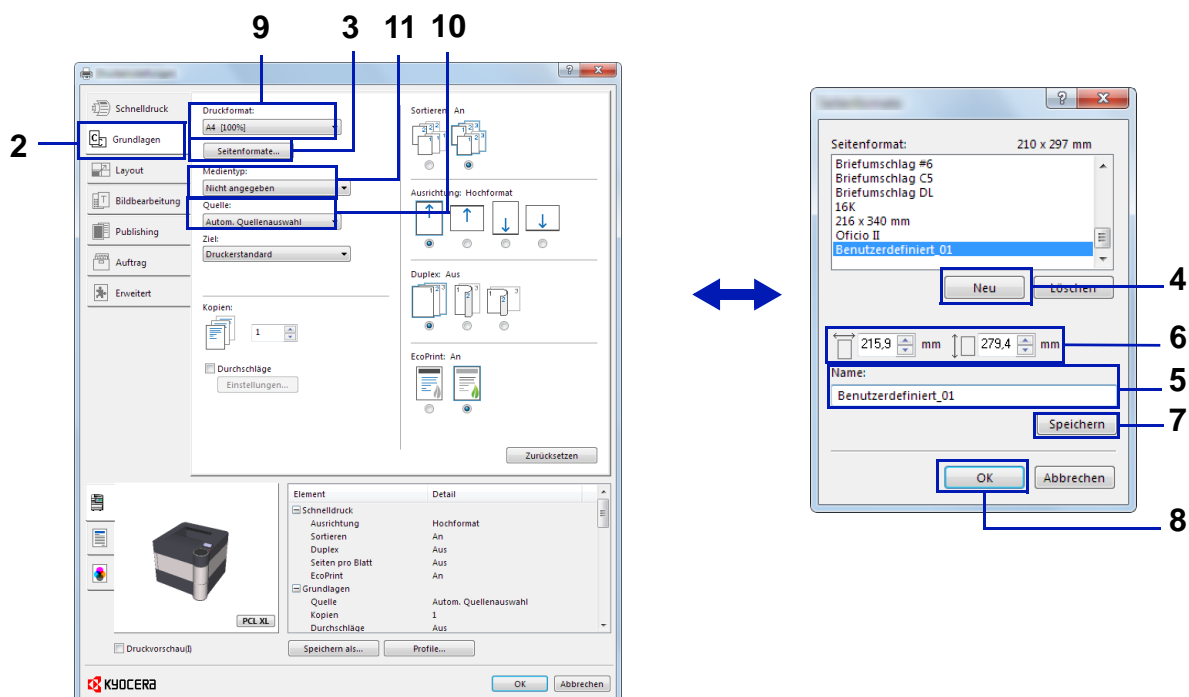 9 3 11 10
2
4
6
5
7
8
Schnelldruck
Grundlagen
Layout
Bildbearbeitung
Publishing
Auftrag
Erweitert
Druckformat:
A4 [100%]
Seitenformate...
Medientyp:
Nicht angegeben
Quelle:
Autom. Quellenauswahl
Ziel:
Druckerstandard
Kopien:
1
Durchschläge
Einstellungen...
Sortieren: An
Ausrichtung: Hochformat
Duplex: Aus
EcoPrint: An
Zurücksetzen
PCL XL
Druckvorschau(I)
Element Detail
Schnelldruck
Ausrichtung Hochformat
Sortieren An
Duplex Aus
Seiten pro Blatt Aus
EcoPrint An
Grundlagen
Quelle Autom. Quellenauswahl
Kopien 1
Durchschläge Aus
Speichern als... Profile...
KYOCERA
OK Abbrechen
Seitenformat: 210 x 297 mm
Briefumschlag #6
Briefumschlag C5
Briefumschlag DL
16K
216 x 340 mm
Oficio II
Benutzerdefiniert_01
Neu Löschen
215,9 mm 279,4 mm
Name:
Benutzerdefiniert_01
Speichern
OK Abbrechen